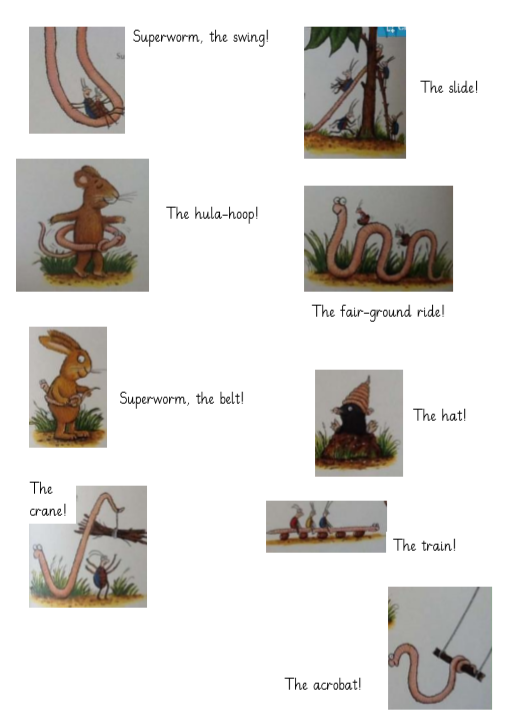 Superworm, the swing!
The slide!
The hula-hoop!
The fair-ground ride!
Superworm, the belt!
The hat!
The
crane!
The train!
The acrobat!